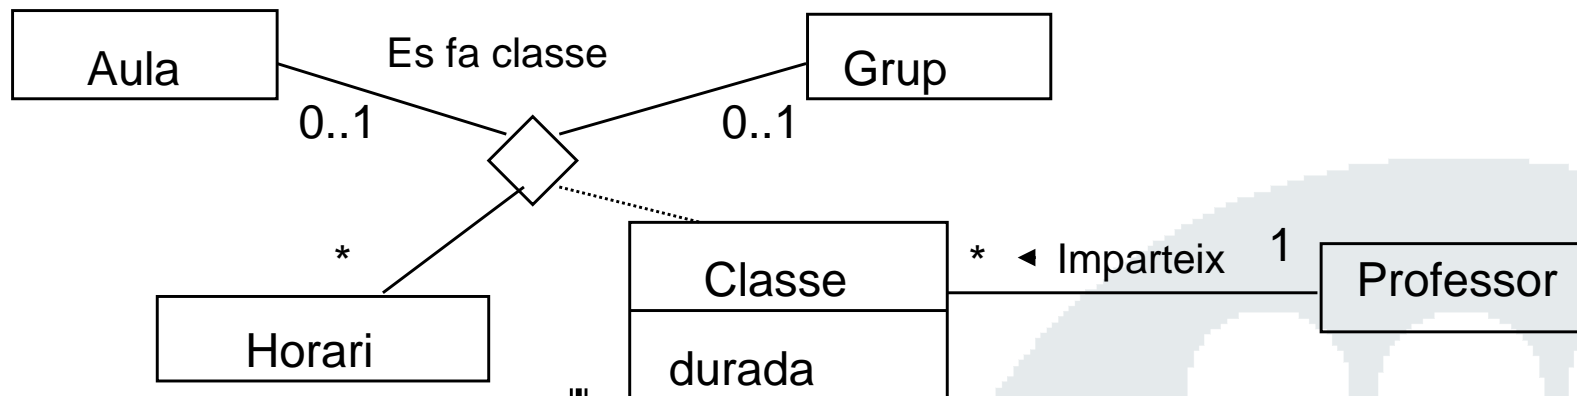 Es fa classe
Aula
Grup
0..1
0..1
*
* ◄ Imparteix 1
Classe
Professor
Horari
durada